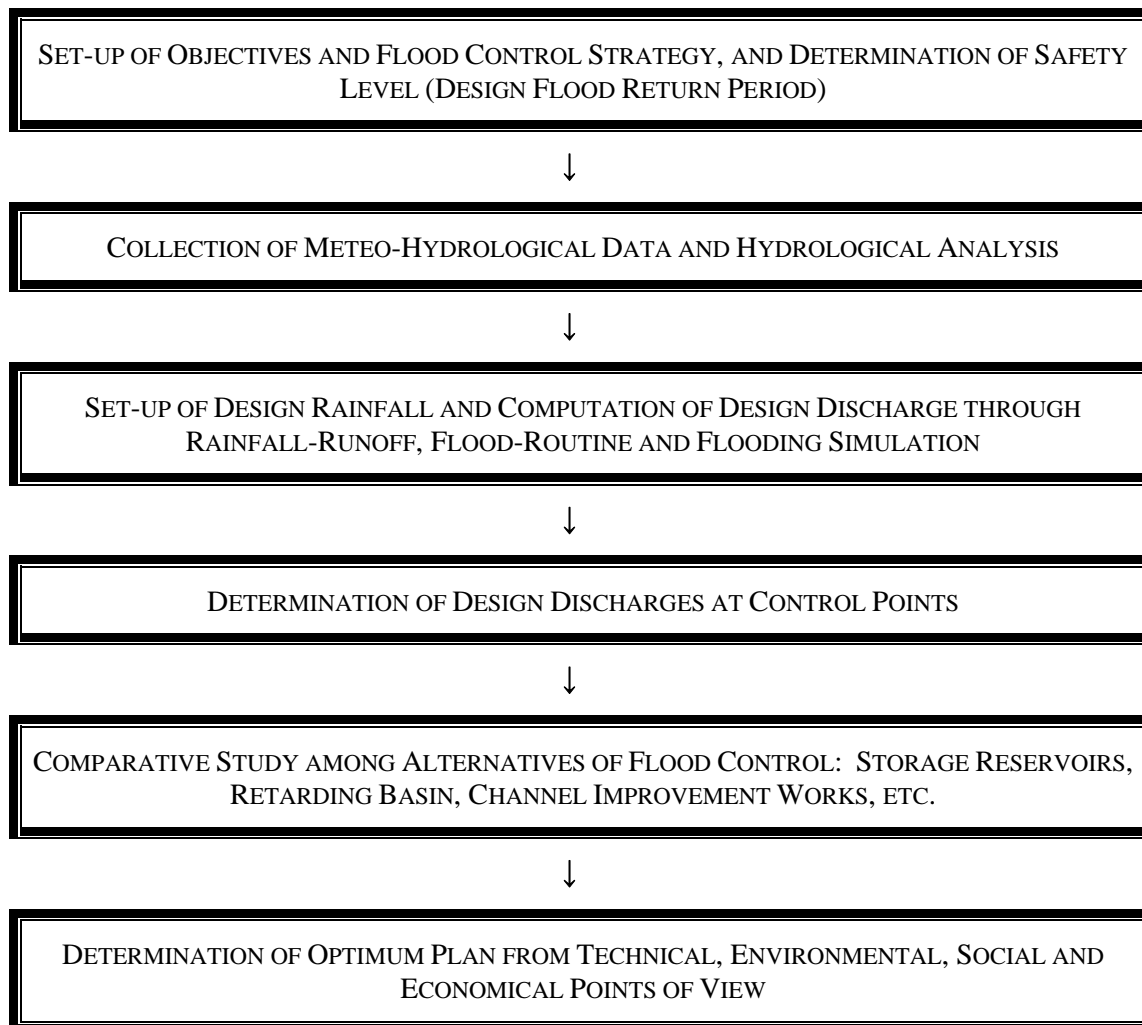 SET-UP OF OBJECTIVES AND FLOOD CONTROL STRATEGY, AND DETERMINATION OF SAFETY
LEVEL (DESIGN FLOOD RETURN PERIOD)
↓
COLLECTION OF METEO-HYDROLOGICAL DATA AND HYDROLOGICAL ANALYSIS
↓
SET-UP OF DESIGN RAINFALL AND COMPUTATION OF DESIGN DISCHARGE THROUGH
RAINFALL-RUNOFF, FLOOD-ROUTINE AND FLOODING SIMULATION
↓
DETERMINATION OF DESIGN DISCHARGES AT CONTROL POINTS
↓
COMPARATIVE STUDY AMONG ALTERNATIVES OF FLOOD CONTROL: STORAGE RESERVOIRS,
RETARDING BASIN, CHANNEL IMPROVEMENT WORKS, ETC.
↓
DETERMINATION OF OPTIMUM PLAN FROM TECHNICAL, ENVIRONMENTAL, SOCIAL AND
ECONOMICAL POINTS OF VIEW